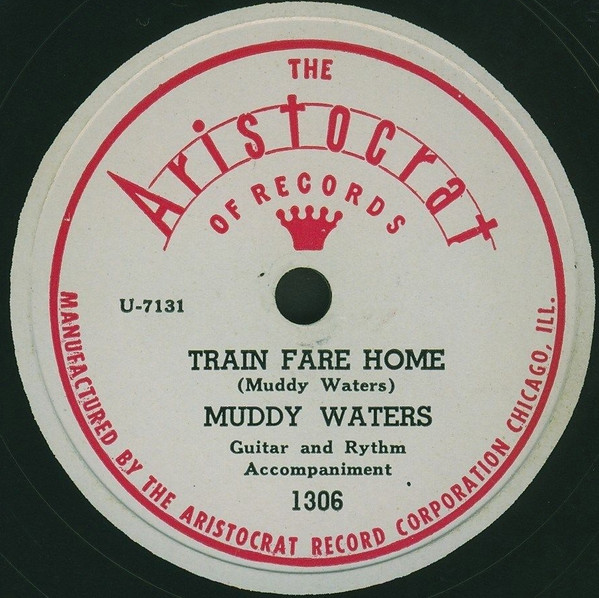 THE
Aristocrat
OF RECORDS
U-7131
TRAIN FARE HOME
(Muddy Waters)
MUDDY WATERS
Guitar and Rythm
Accompaniment
1306
MANUFACTURED BY THE ARISTOCRAT RECORD CORPORATION CHICAGO, ILL.